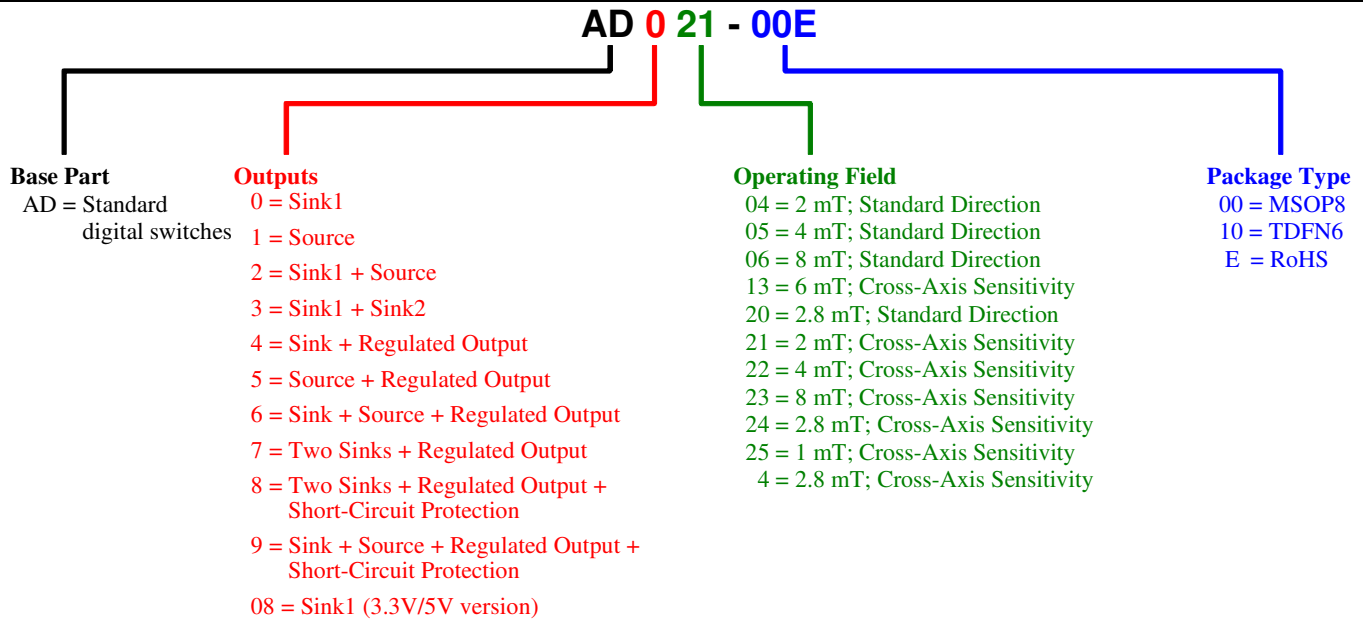 AD 0 21 - 00E
Base Part
AD = Standard
digital switches
Outputs
0 = Sink1
1 = Source
2 = Sink1 + Source
3 = Sink1 + Sink2
4 = Sink + Regulated Output
5 = Source + Regulated Output
6 = Sink + Source + Regulated Output
7 = Two Sinks + Regulated Output
8 = Two Sinks + Regulated Output +
Short-Circuit Protection
9 = Sink + Source + Regulated Output +
Short-Circuit Protection
08 = Sink1 (3.3V/5V version)
Operating Field
04 = 2 mT; Standard Direction
05 = 4 mT; Standard Direction
06 = 8 mT; Standard Direction
13 = 6 mT; Cross-Axis Sensitivity
20 = 2.8 mT; Standard Direction
21 = 2 mT; Cross-Axis Sensitivity
22 = 4 mT; Cross-Axis Sensitivity
23 = 8 mT; Cross-Axis Sensitivity
24 = 2.8 mT; Cross-Axis Sensitivity
25 = 1 mT; Cross-Axis Sensitivity
4 = 2.8 mT; Cross-Axis Sensitivity
Package Type
00 = MSOP8
10 = TDFN6
E = RoHS